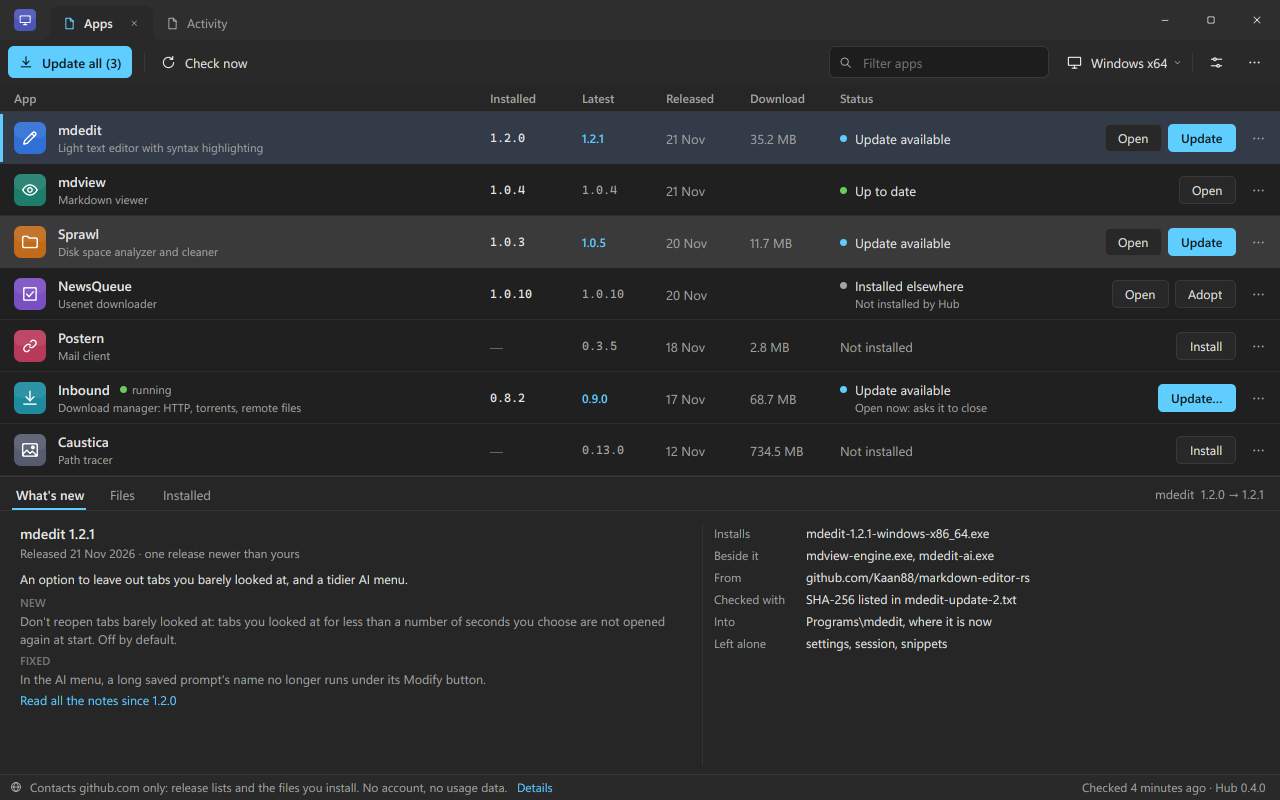 Apps
Activity
Update all (3)
Check now
Filter apps
Windows x64
App Installed Latest Released Download Status
mdedit
Light text editor with syntax highlighting
1.2.0 1.2.1 21 Nov 35.2 MB Update available Open Update
mdview
Markdown viewer
1.0.4 1.0.4 21 Nov Up to date Open
Sprawl
Disk space analyzer and cleaner
1.0.3 1.0.5 20 Nov 11.7 MB Update available Open Update
NewsQueue
Usenet downloader
1.0.10 1.0.10 20 Nov Installed elsewhere
Not installed by Hub
Open Adopt
Postern
Mail client
— 0.3.5 18 Nov 2.8 MB Not installed Install
Inbound running
Download manager: HTTP, torrents, remote files
0.8.2 0.9.0 17 Nov 68.7 MB Update available
Open now: asks it to close
Update...
Caustica
Path tracer
— 0.13.0 12 Nov 734.5 MB Not installed Install
What's new Files Installed mdedit 1.2.0 → 1.2.1
mdedit 1.2.1
Released 21 Nov 2026 · one release newer than yours
An option to leave out tabs you barely looked at, and a tidier AI menu.
NEW
Don't reopen tabs barely looked at: tabs you looked at for less than a number of seconds you choose are not opened
again at start. Off by default.
FIXED
In the AI menu, a long saved prompt's name no longer runs under its Modify button.
Read all the notes since 1.2.0
Installs mdedit-1.2.1-windows-x86_64.exe
Beside it mdview-engine.exe, mdedit-ai.exe
From github.com/Kaan88/markdown-editor-rs
Checked with SHA-256 listed in mdedit-update-2.txt
Into Programs\mdedit, where it is now
Left alone settings, session, snippets
Contacts github.com only: release lists and the files you install. No account, no usage data. Details
Checked 4 minutes ago · Hub 0.4.0